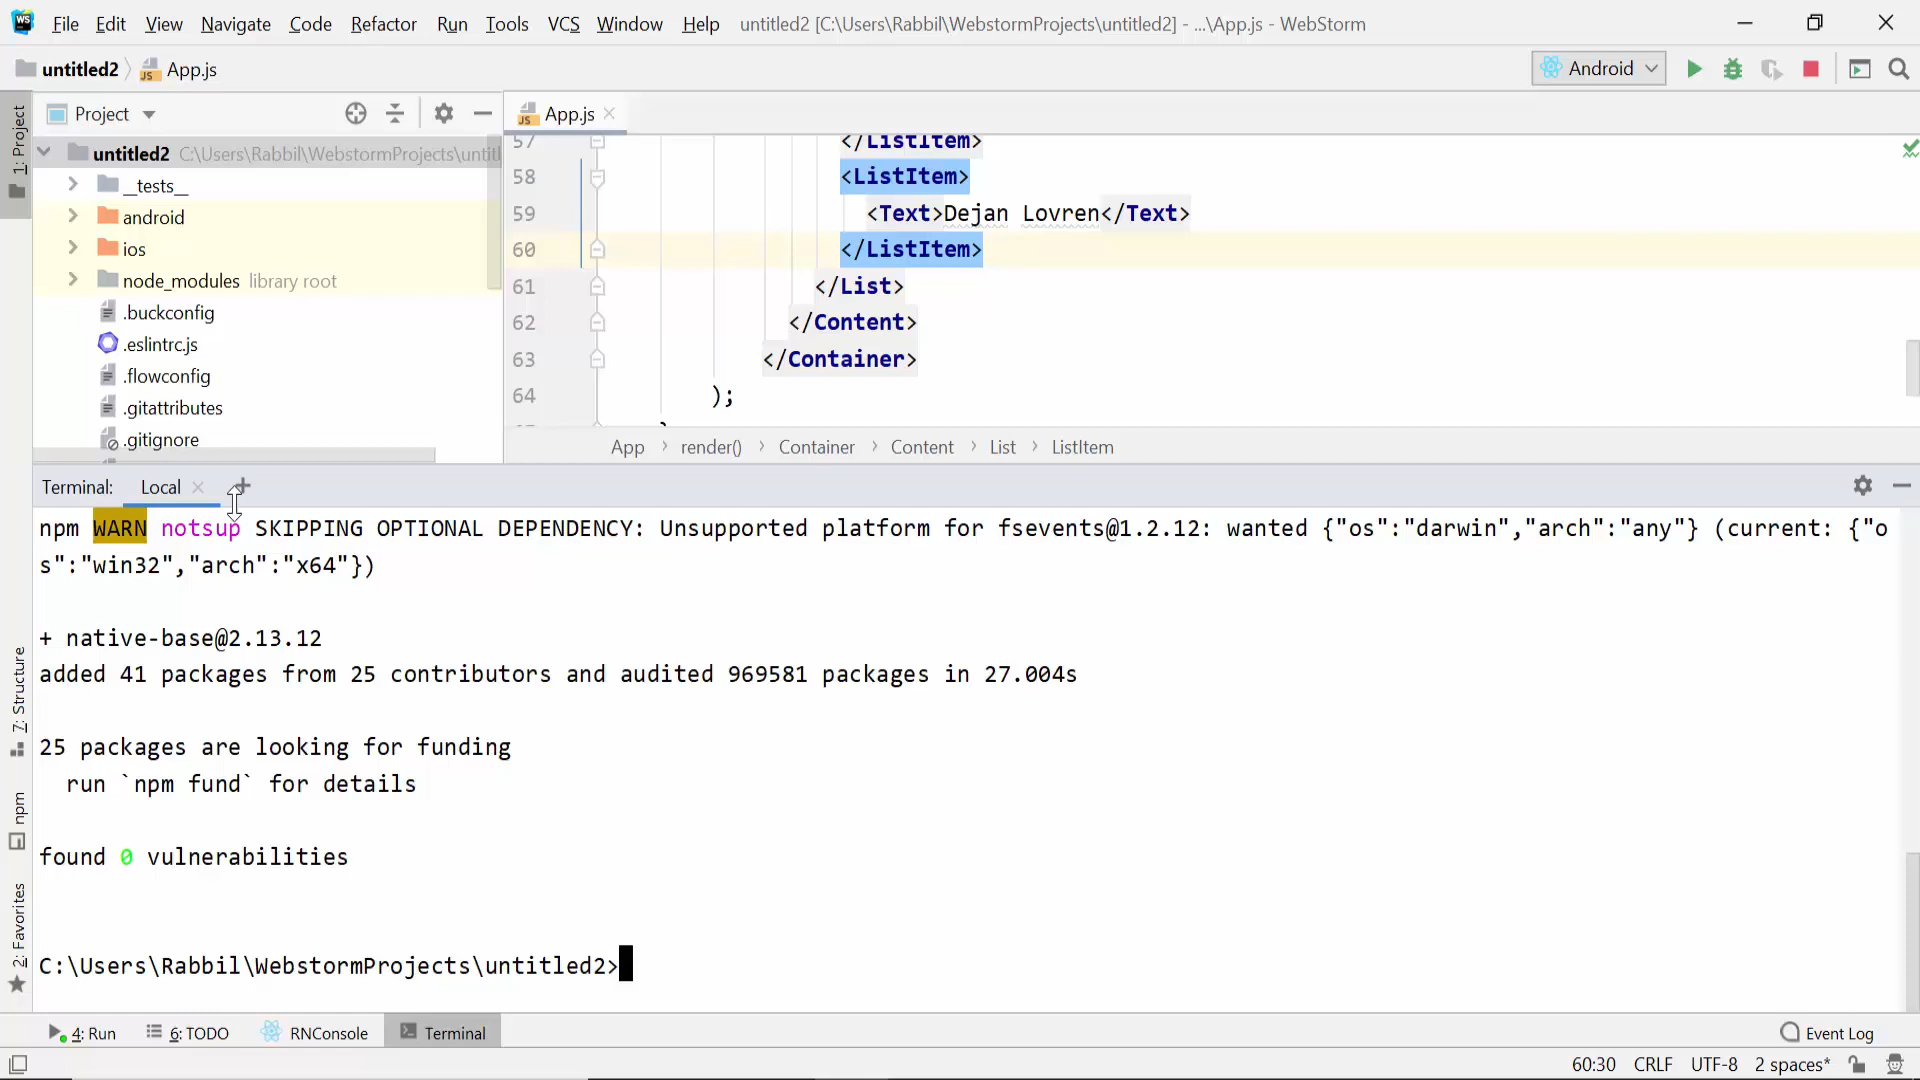 WS File Edit View Navigate Code Refactor Run Tools VCS Window Help untitled2 [C:\Users\Rabbil\WebstormProjects\untitled2] - ...\App.js - WebStorm
untitled2 JS App.js Android
1: Project
Project
JS App.js
untitled2 C:\Users\Rabbil\WebstormProjects\until
__tests__
android
ios
node_modules library root
.buckconfig
.eslintrc.js
.flowconfig
.gitattributes
.gitignore
57 </ListItem>
58 <ListItem>
59 <Text>Dejan Lovren</Text>
60 </ListItem>
61 </List>
62 </Content>
63 </Container>
64 );
App › render() › Container › Content › List › ListItem
Terminal: Local
npm WARN notsup SKIPPING OPTIONAL DEPENDENCY: Unsupported platform for fsevents@1.2.12: wanted {"os":"darwin","arch":"any"} (current: {"o
s":"win32","arch":"x64"})
+ native-base@2.13.12
added 41 packages from 25 contributors and audited 969581 packages in 27.004s
25 packages are looking for funding
run `npm fund` for details
found 0 vulnerabilities
C:\Users\Rabbil\WebstormProjects\untitled2>
7: Structure
npm
2: Favorites
4: Run 6: TODO RNConsole Terminal Event Log
60:30 CRLF UTF-8 2 spaces*